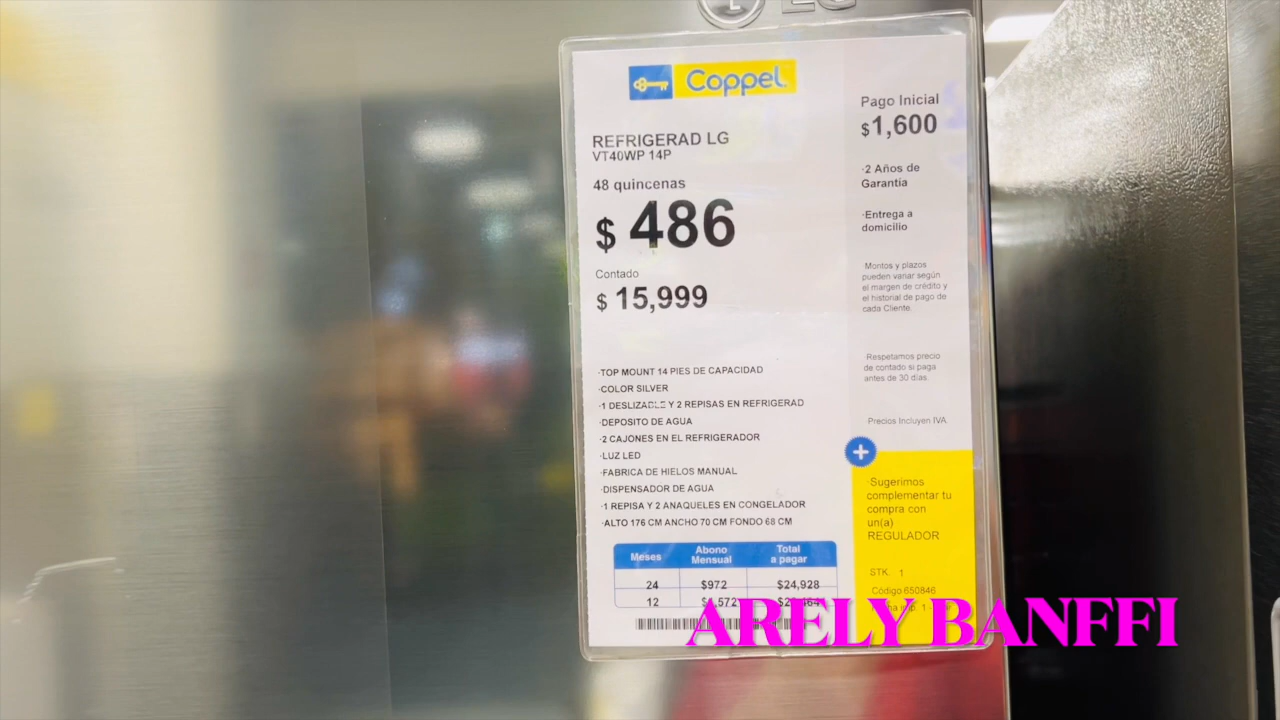 LG
Coppel
REFRIGERAD LG
VT40WP 14P
48 quincenas
$ 486
Contado
$ 15,999
·TOP MOUNT 14 PIES DE CAPACIDAD
·COLOR SILVER
·1 DESLIZABLE Y 2 REPISAS EN REFRIGERAD
·DEPOSITO DE AGUA
·2 CAJONES EN EL REFRIGERADOR
·LUZ LED
·FABRICA DE HIELOS MANUAL
·DISPENSADOR DE AGUA
·1 REPISA Y 2 ANAQUELES EN CONGELADOR
·ALTO 176 CM ANCHO 70 CM FONDO 68 CM
Meses Abono Mensual Total a pagar
24 $972 $24,928
12 $1,572
Pago Inicial
$1,600
·2 Años de
Garantía
·Entrega a
domicilio
Montos y plazos
pueden variar según
el margen de crédito y
el historial de pago de
cada Cliente.
Respetamos precio
de contado si paga
antes de 30 días.
Precios Incluyen IVA
+
Sugerimos
complementar tu
compra con
un(a)
REGULADOR
STK. 1
Código 650846
ARELY BANFFI